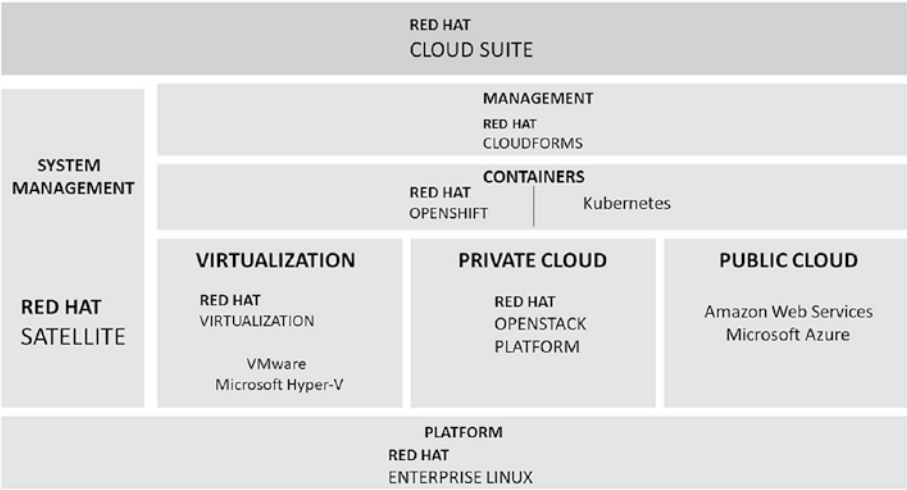 RED HAT
CLOUD SUITE
SYSTEM
MANAGEMENT
RED HAT
SATELLITE
MANAGEMENT
RED HAT
CLOUDFORMS
CONTAINERS
RED HAT
OPENSHIFT
Kubernetes
VIRTUALIZATION
RED HAT
VIRTUALIZATION
VMware
Microsoft Hyper-V
PRIVATE CLOUD
RED HAT
OPENSTACK
PLATFORM
PUBLIC CLOUD
Amazon Web Services
Microsoft Azure
PLATFORM
RED HAT
ENTERPRISE LINUX